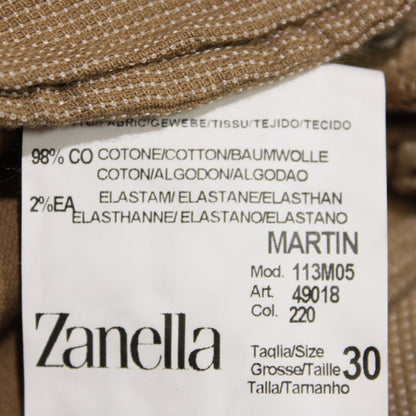 FABRIC/GEWEBE/TISSU/TEJIDO/TECIDO
98% CO COTONE/COTTON/BAUMWOLLE
COTON/ALGODON/ALGODAO
2%EA ELASTAM/ELASTANE/ELASTHAN
ELASTHANNE/ELASTANO/ELASTANO
MARTIN
Mod. 113M05
Art. 49018
Col. 220
Zanella
Taglia/Size
Grosse/Taille 30
Talla/Tamanho